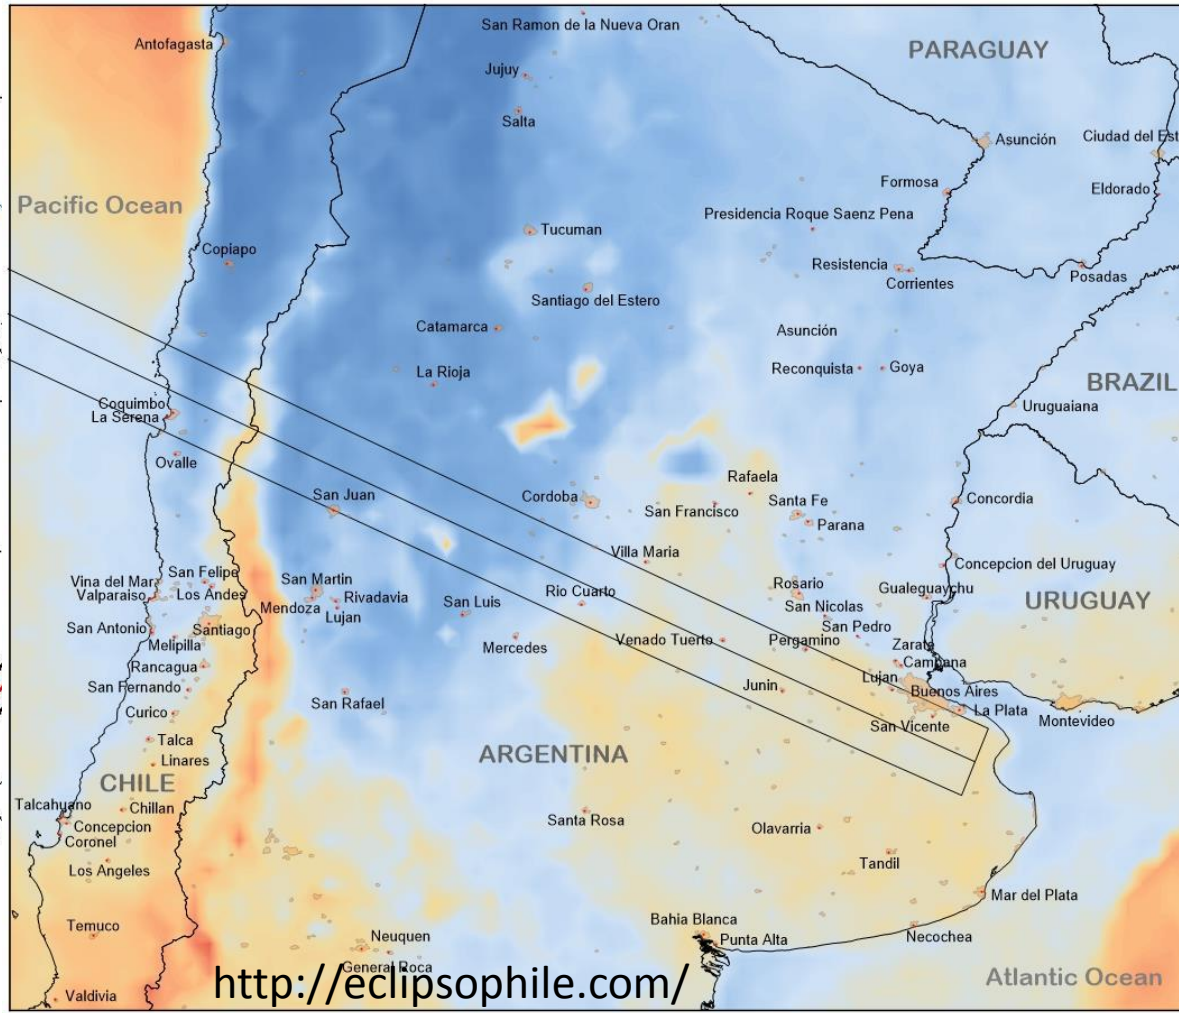 San Ramon de la Nueva Oran
Antofagasta
PARAGUAY
Jujuy
Salta
Asunción
Ciudad del Est
Formosa
Eldorado
Pacific Ocean
Presidencia Roque Saenz Pena
Tucuman
Copiapo
Resistencia
Corrientes
Posadas
Santiago del Estero
Catamarca
Asunción
La Rioja
Reconquista
Goya
BRAZIL
Coquimbo
La Serena
Uruguaiana
Ovalle
Rafaela
San Juan
Cordoba
San Francisco
Santa Fe
Concordia
Parana
Villa Maria
Concepcion del Uruguay
San Felipe
Vina del Mar
Valparaiso
Los Andes
San Martin
Mendoza
Rivadavia
Lujan
San Luis
Rio Cuarto
Rosario
Gualeguaychu
San Nicolas
URUGUAY
San Antonio
Santiago
Melipilla
Mercedes
Venado Tuerto
San Pedro
Pergamino
Zarate
Campana
Rancagua
San Fernando
Lujan
Junin
Buenos Aires
San Rafael
Curico
La Plata
San Vicente
Montevideo
Talca
Linares
ARGENTINA
CHILE
Talcahuano
Chillan
Concepcion
Coronel
Santa Rosa
Olavarria
Los Angeles
Tandil
Mar del Plata
Temuco
Bahia Blanca
Punta Alta
Necochea
Neuquen
General Roca
Atlantic Ocean
Valdivia
http://eclipsophile.com/